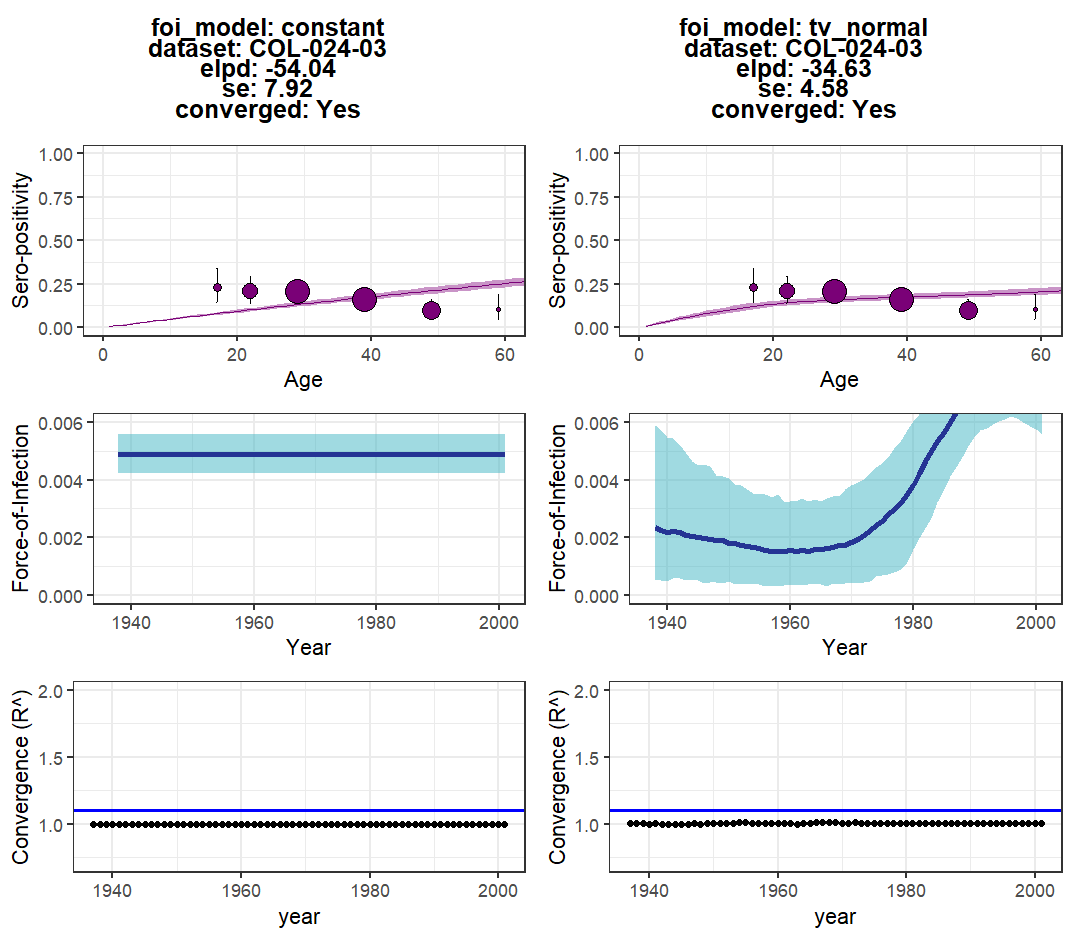 foi_model: constant
dataset: COL-024-03
elpd: -54.04
se: 7.92
converged: Yes
Sero-positivity
1.00
0.75
0.50
0.25
0.00
0 20 40 60
Age
Force-of-Infection
0.006
0.004
0.002
0.000
1940 1960 1980 2000
Year
Convergence (R^)
2.0
1.5
1.0
1940 1960 1980 2000
year
foi_model: tv_normal
dataset: COL-024-03
elpd: -34.63
se: 4.58
converged: Yes
Sero-positivity
1.00
0.75
0.50
0.25
0.00
0 20 40 60
Age
Force-of-Infection
0.006
0.004
0.002
0.000
1940 1960 1980 2000
Year
Convergence (R^)
2.0
1.5
1.0
1940 1960 1980 2000
year